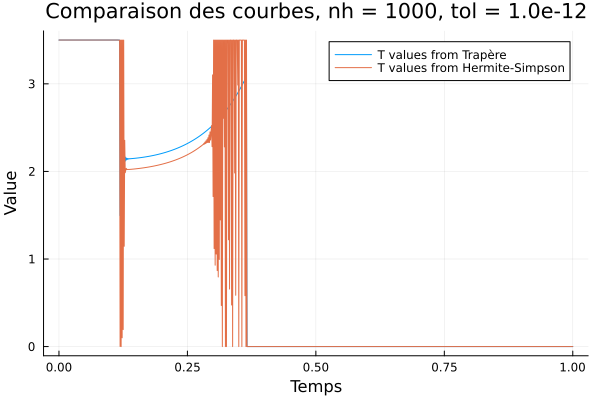 Comparaison des courbes, nh = 1000, tol = 1.0e-12
T values from Trapère
T values from Hermite-Simpson
Value
3
2
1
0
0.00
0.25
0.50
0.75
1.00
Temps